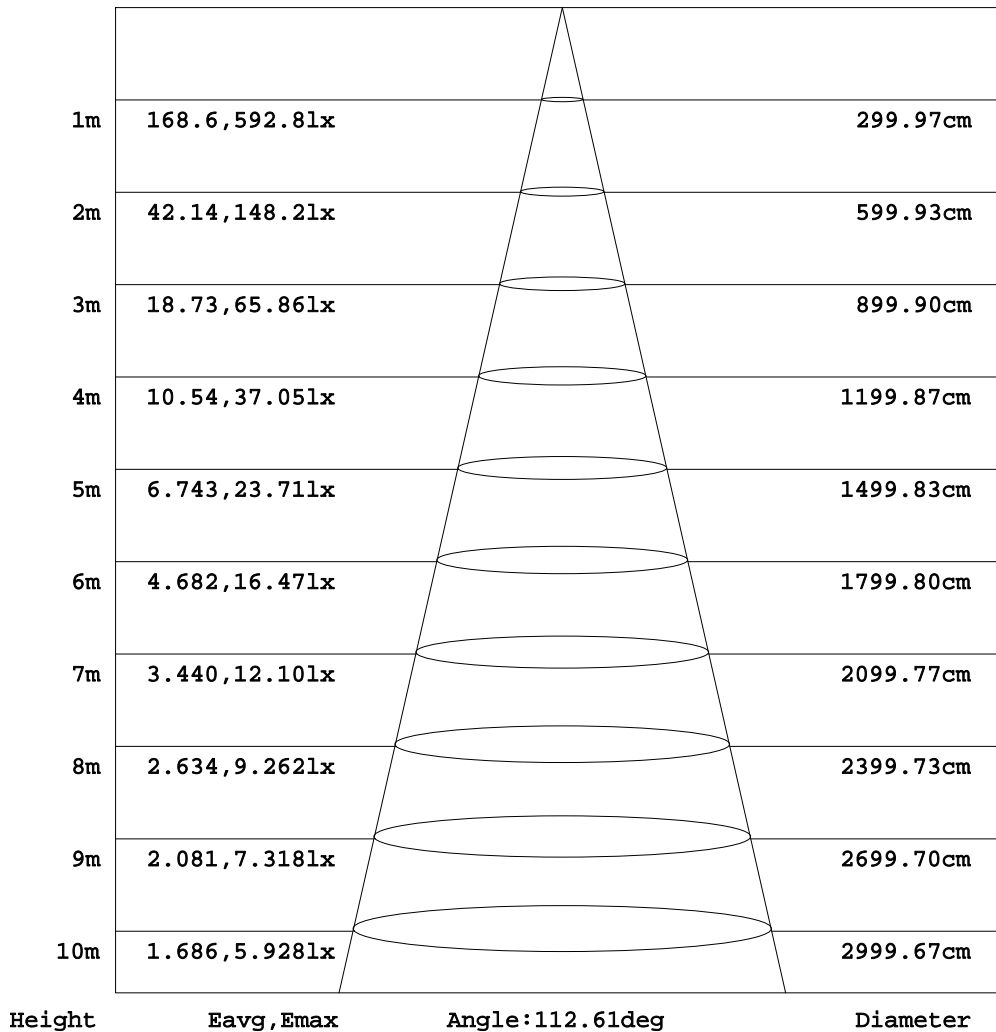 1m 168.6,592.8lx 299.97cm
2m 42.14,148.2lx 599.93cm
3m 18.73,65.86lx 899.90cm
4m 10.54,37.05lx 1199.87cm
5m 6.743,23.71lx 1499.83cm
6m 4.682,16.47lx 1799.80cm
7m 3.440,12.10lx 2099.77cm
8m 2.634,9.262lx 2399.73cm
9m 2.081,7.318lx 2699.70cm
10m 1.686,5.928lx 2999.67cm
Height Eavg,Emax Angle:112.61deg Diameter